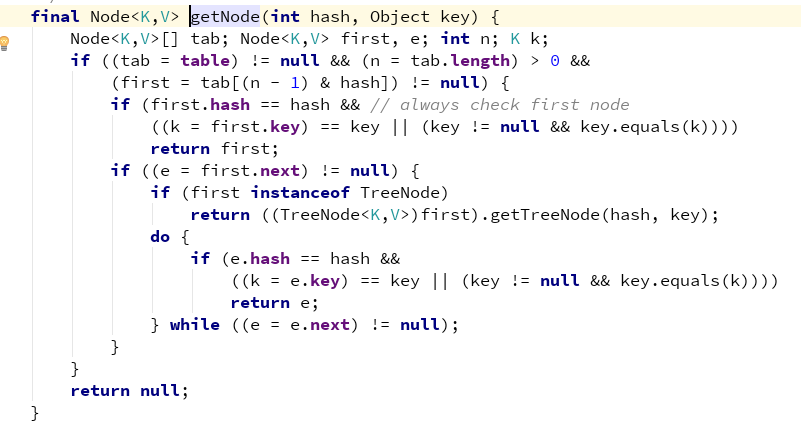 final Node<K,V> getNode(int hash, Object key) {
    Node<K,V>[] tab; Node<K,V> first, e; int n; K k;
    if ((tab = table) != null && (n = tab.length) > 0 &&
        (first = tab[(n - 1) & hash]) != null) {
        if (first.hash == hash && // always check first node
            ((k = first.key) == key || (key != null && key.equals(k))))
            return first;
        if ((e = first.next) != null) {
            if (first instanceof TreeNode)
                return ((TreeNode<K,V>)first).getTreeNode(hash, key);
            do {
                if (e.hash == hash &&
                    ((k = e.key) == key || (key != null && key.equals(k))))
                    return e;
            } while ((e = e.next) != null);
        }
    }
    return null;
}